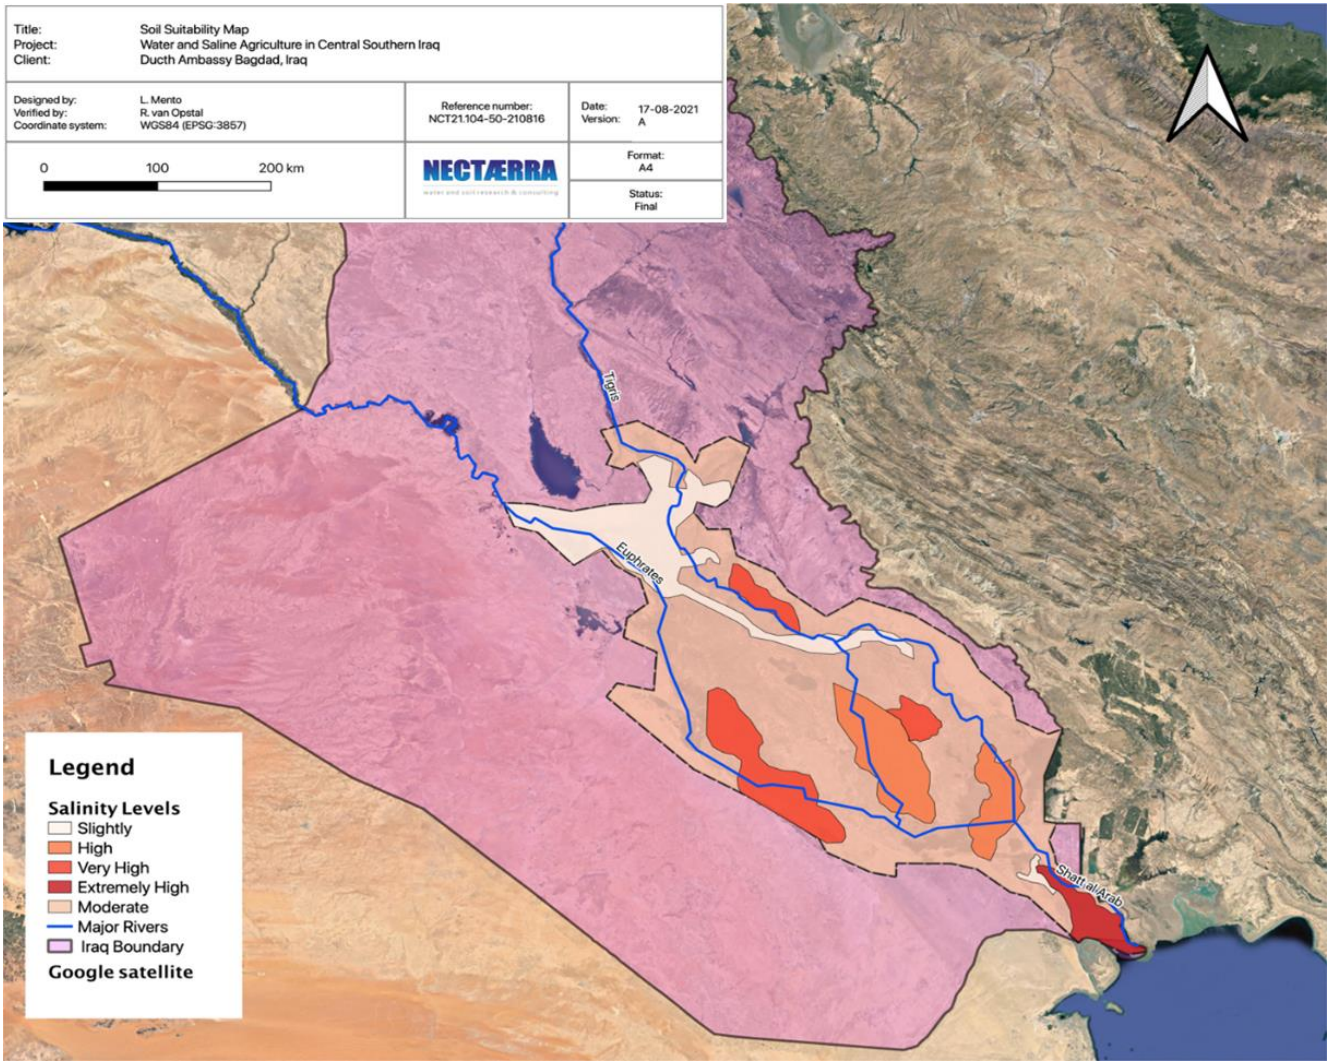 Title: Soil Suitability Map
Project: Water and Saline Agriculture in Central Southern Iraq
Client: Ducth Ambassy Bagdad, Iraq
Designed by: L. Mento
Verified by: R. van Opstal
Coordinate system: WGS84 (EPSG:3857)
Reference number:
NCT21.104-50-210816
Date: 17-08-2021
Version: A
0 100 200 km
NECTÆRRA
water and soil research & consulting
Format:
A4
Status:
Final
Tigris
Euphrates
Shatt al Arab
Legend
Salinity Levels
Slightly
High
Very High
Extremely High
Moderate
Major Rivers
Iraq Boundary
Google satellite